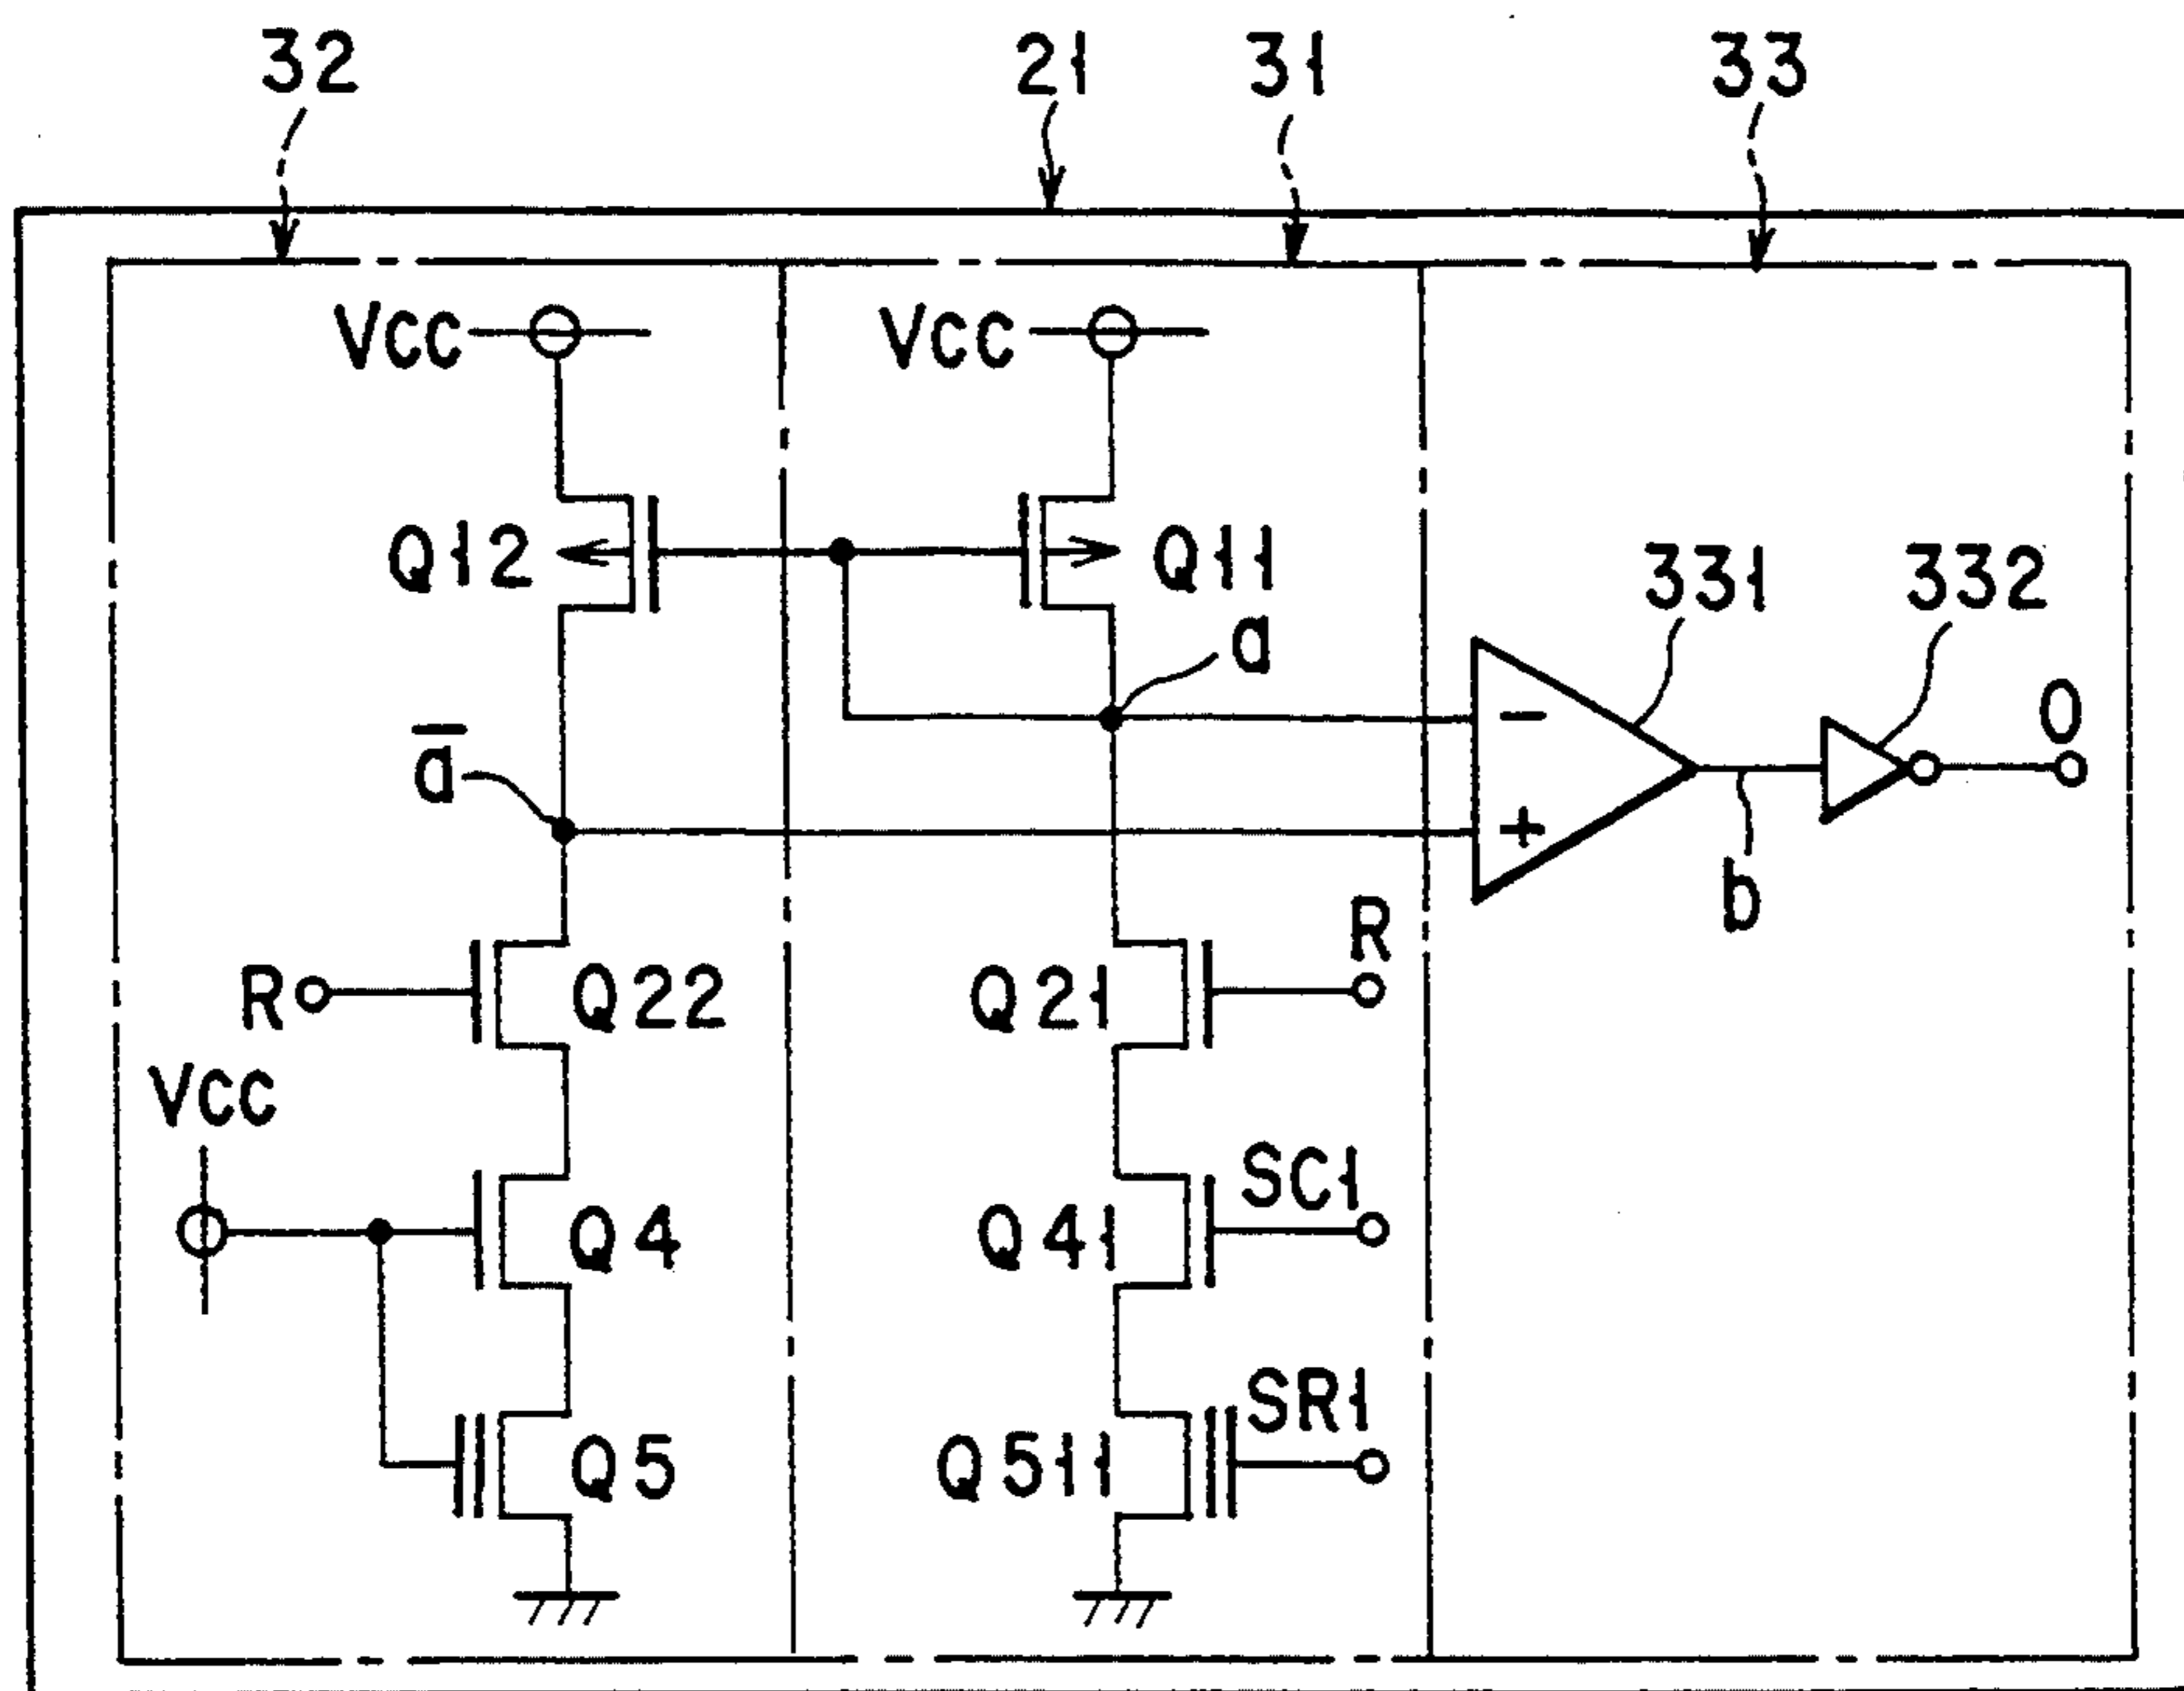 32
21
31
33
VCC
VCC
Q12
Q11
331
332
a
O
a̅
−
+
b
R
R
Q22
Q21
VCC
SC1
Q4
Q41
SR1
Q5
Q511